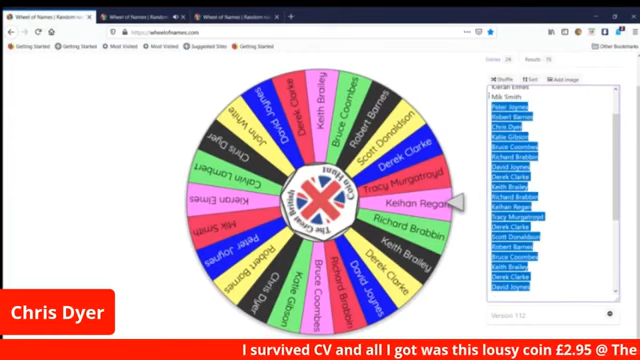 Wheel of Names | Random na
Wheel of Names | Random
Wheel of Names | Random na
https://wheelofnames.com
Getting Started
Getting Started
Most Visited
Most Visited
Suggested Sites
Getting Started
Other Bookmarks
Entries 24
Results 15
Shuffle
Sort
Add image
Kieran Elmes
Mik Smith
Peter Joynes
Robert Barnes
Chris Dyer
Katie Gibson
Bruce Coombes
Richard Brabbin
David Joynes
Derek Clarke
Keith Brailey
Richard Brabbin
Keihan Regan
Tracy Murgatroyd
Derek Clarke
Scott Donaldson
Robert Barnes
Bruce Coombes
Keith Brailey
Derek Clarke
David Joynes
Version 112
Keith Brailey
Bruce Coombes
Robert Barnes
Scott Donaldson
Derek Clarke
Tracy Murgatroyd
Keihan Regan
Richard Brabbin
Keith Brailey
Derek Clarke
David Joynes
Richard Brabbin
Bruce Coombes
Katie Gibson
Chris Dyer
Robert Barnes
Peter Joynes
Mik Smith
Kieran Elmes
Calvin Lambert
Chris Dyer
John White
David Joynes
Derek Clarke
The Great British
Coin Hunt
Chris Dyer
I survived CV and all I got was this lousy coin £2.95 @ The